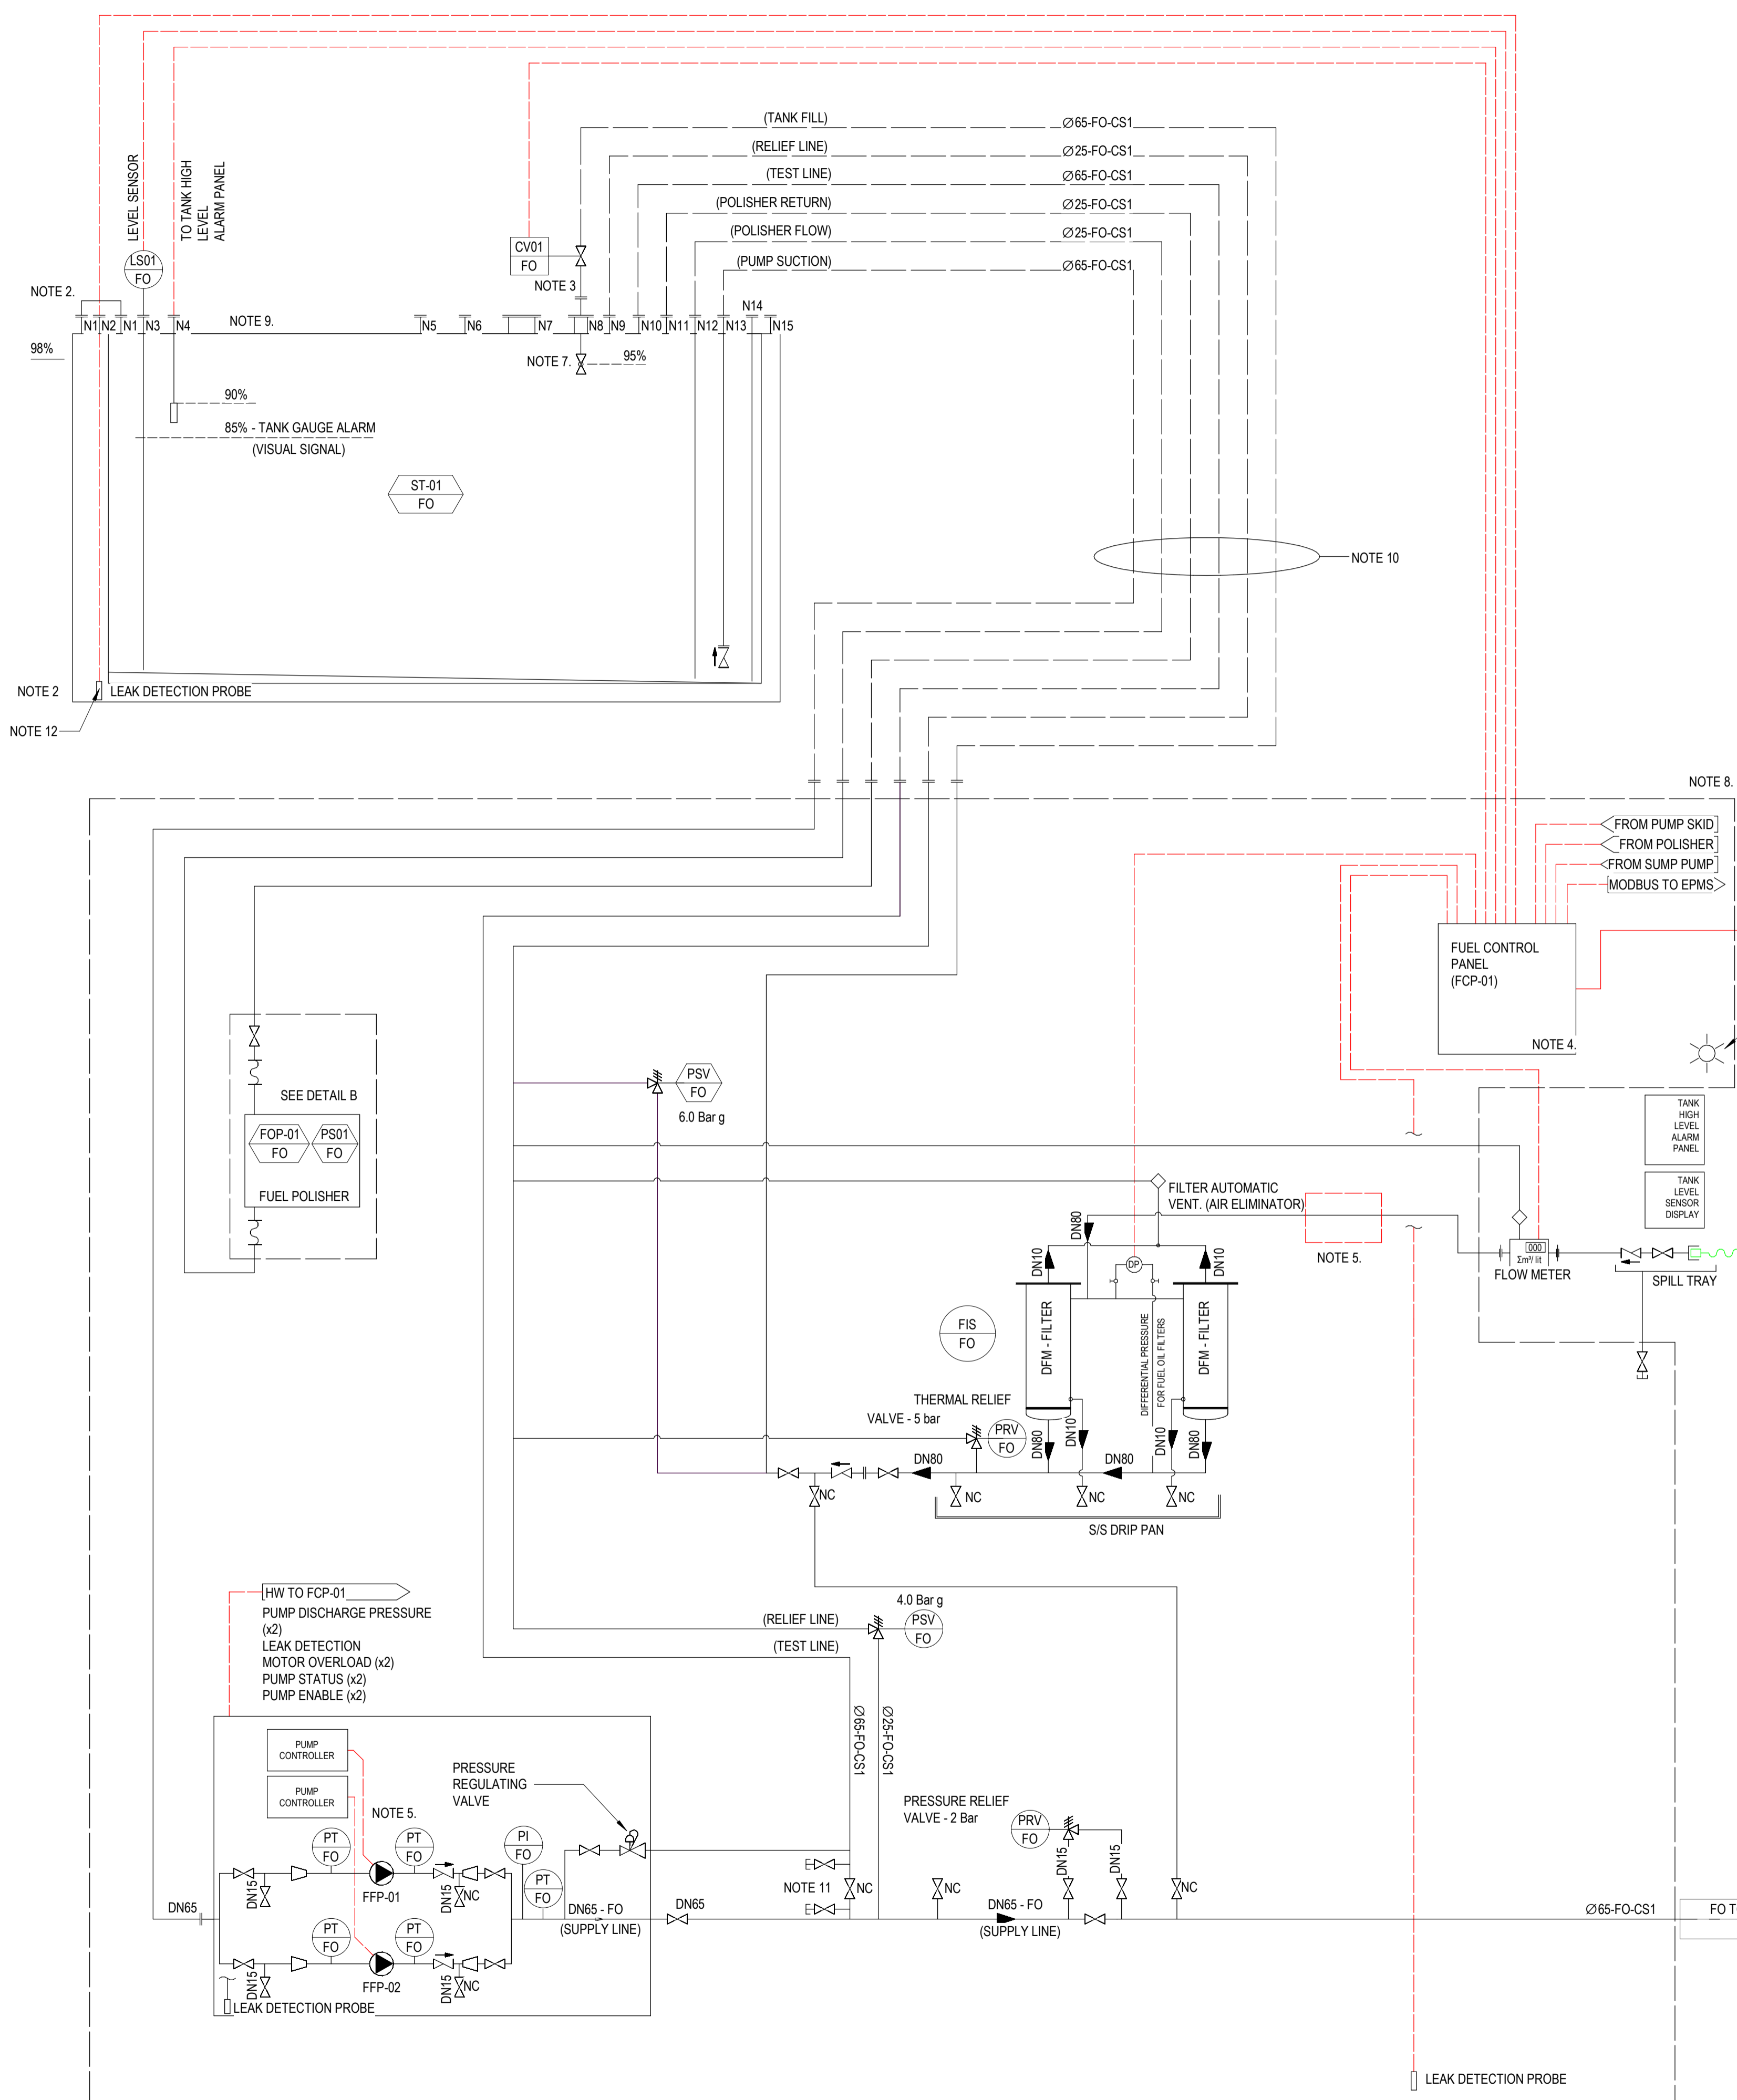 (TANK FILL)
Ø65-FO-CS1
(RELIEF LINE)
Ø25-FO-CS1
(TEST LINE)
Ø65-FO-CS1
(POLISHER RETURN)
Ø25-FO-CS1
(POLISHER FLOW)
Ø25-FO-CS1
(PUMP SUCTION)
Ø65-FO-CS1
LEVEL SENSOR
TO TANK HIGH
LEVEL
ALARM PANEL
LS01
FO
CV01
FO
NOTE 3
NOTE 2.
N1
N2
N1
N3
N4
NOTE 9.
N5
N6
N7
N8
N9
N10
N11
N12
N13
N14
N15
98%
NOTE 7.
95%
90%
85% - TANK GAUGE ALARM
(VISUAL SIGNAL)
ST-01
FO
NOTE 10
NOTE 2
LEAK DETECTION PROBE
NOTE 12
NOTE 8.
FROM PUMP SKID
FROM POLISHER
FROM SUMP PUMP
MODBUS TO EPMS
FUEL CONTROL
PANEL
(FCP-01)
NOTE 4.
SEE DETAIL B
FOP-01
FO
PS01
FO
FUEL POLISHER
PSV
FO
6.0 Bar g
TANK
HIGH
LEVEL
ALARM
PANEL
TANK
LEVEL
SENSOR
DISPLAY
FILTER AUTOMATIC
VENT. (AIR ELIMINATOR)
NOTE 5.
DN80
DN10
DP
DN10
000
Σm³/ lit
FLOW METER
SPILL TRAY
FIS
FO
DFM - FILTER
DIFFERENTIAL PRESSURE
FOR FUEL OIL FILTERS
DFM - FILTER
THERMAL RELIEF
VALVE - 5 bar
PRV
FO
DN80
DN10
DN10
DN80
DN80
DN80
NC
NC
NC
NC
S/S DRIP PAN
HW TO FCP-01
PUMP DISCHARGE PRESSURE
(x2)
LEAK DETECTION
MOTOR OVERLOAD (x2)
PUMP STATUS (x2)
PUMP ENABLE (x2)
4.0 Bar g
(RELIEF LINE)
PSV
FO
(TEST LINE)
Ø65-FO-CS1
Ø25-FO-CS1
PUMP
CONTROLLER
PUMP
CONTROLLER
NOTE 5.
PRESSURE
REGULATING
VALVE
PRESSURE RELIEF
VALVE - 2 Bar
PRV
FO
DN15
DN15
PT
FO
PT
FO
PI
FO
PT
FO
FFP-01
DN15
DN15
NC
NOTE 11
NC
NC
NC
DN65
DN65 - FO
(SUPPLY LINE)
DN65
DN65 - FO
(SUPPLY LINE)
Ø65-FO-CS1
FO T
PT
FO
PT
FO
FFP-02
DN15
DN15
NC
LEAK DETECTION PROBE
LEAK DETECTION PROBE